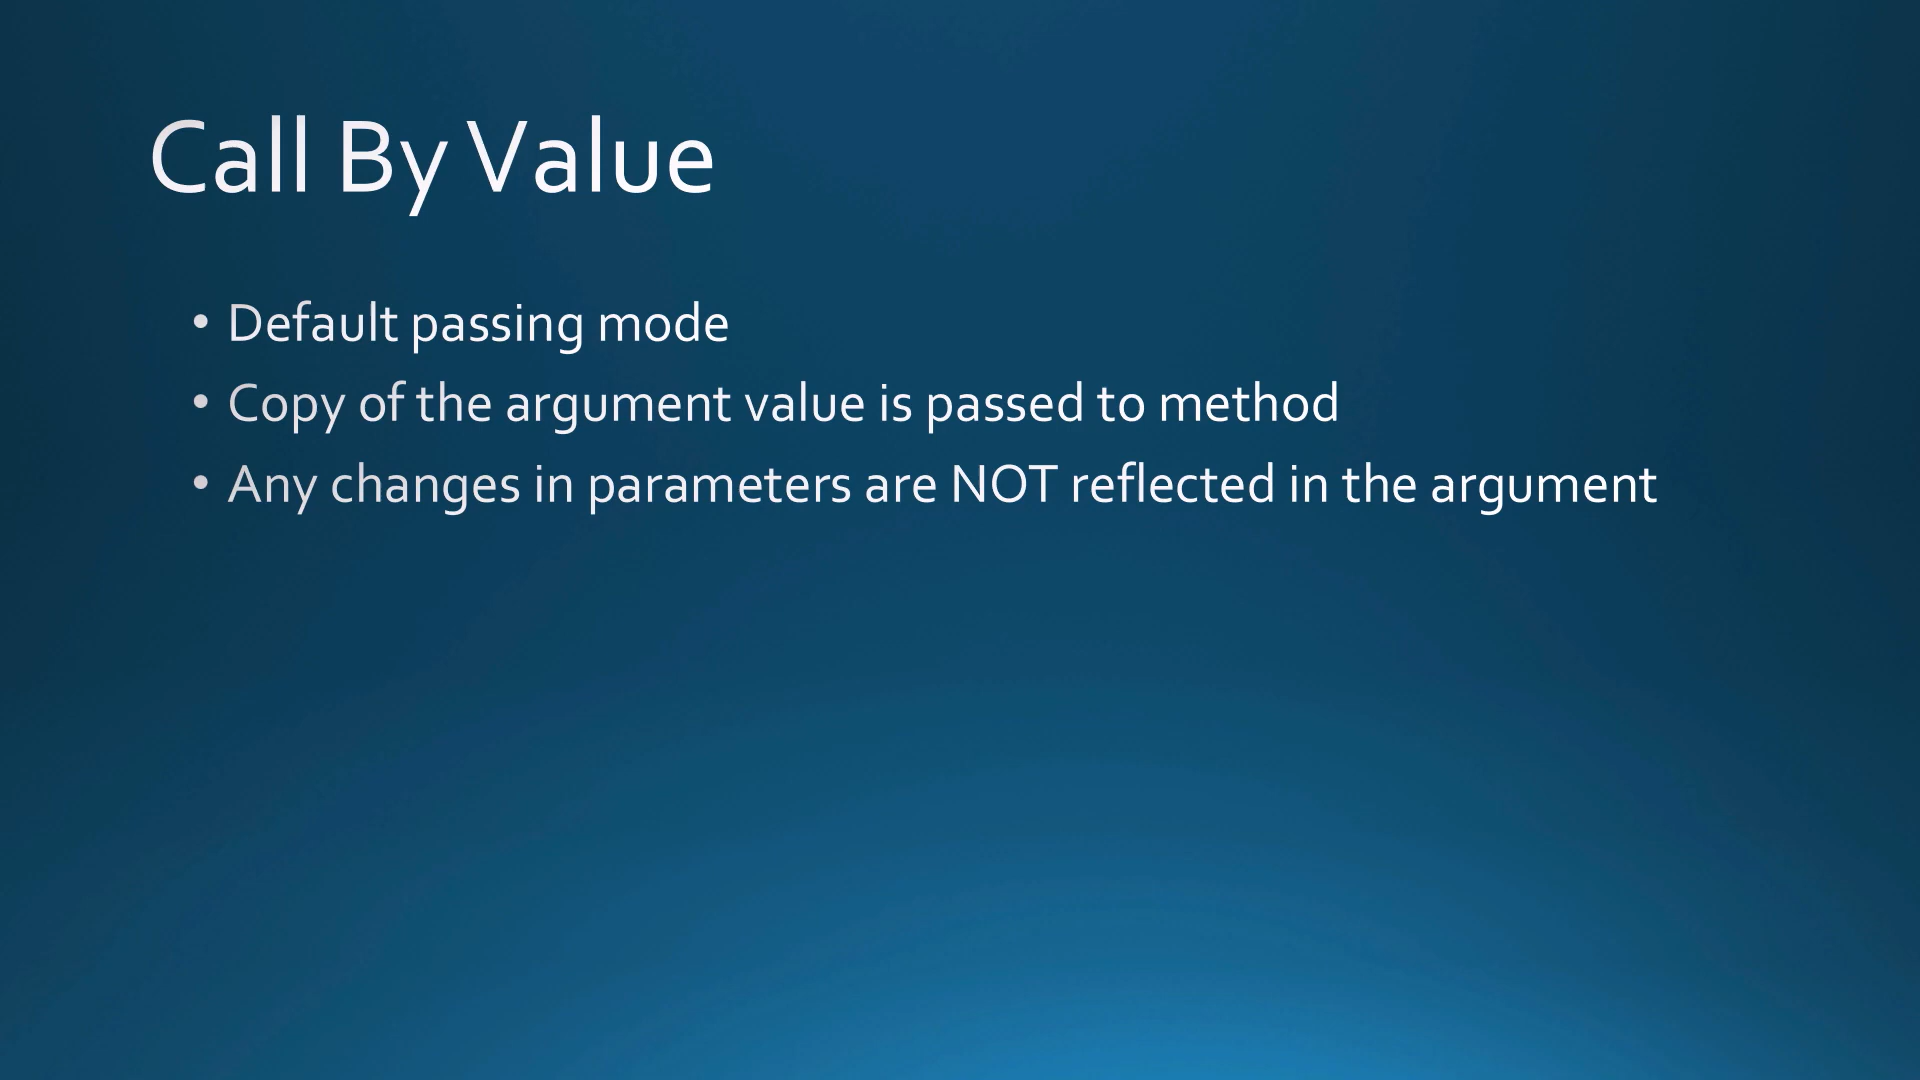 Call By Value
• Default passing mode
• Copy of the argument value is passed to method
• Any changes in parameters are NOT reflected in the argument